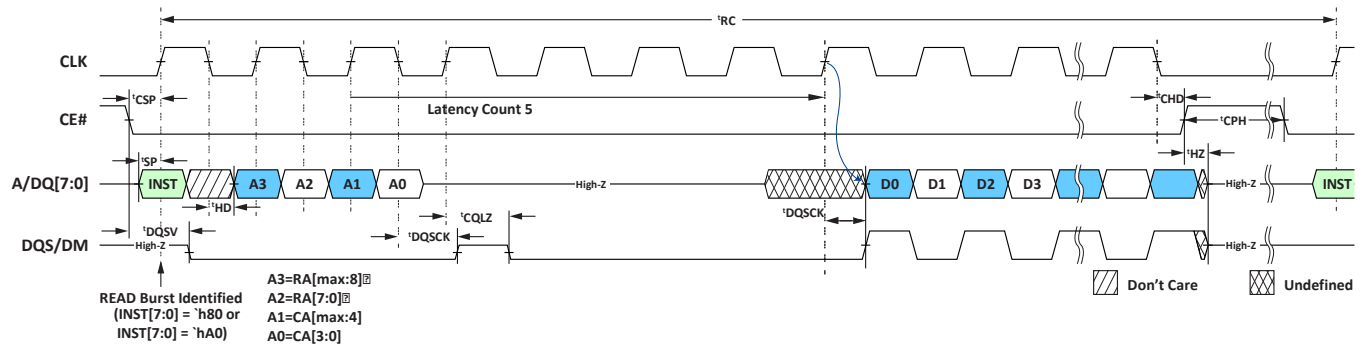 tRC
CLK
tCSP
Latency Count 5
tCHD
CE#
tCPH
tSP
tHZ
A/DQ[7:0]
INST
A3
A2
A1
A0
High-Z
D0
D1
D2
D3
High-Z
INST
tHD
tCQLZ
tDQSCK
tDQSV
tDQSCK
DQS/DM
High-Z
High-Z
READ Burst Identified
(INST[7:0] = `h80 or
INST[7:0] = `hA0)
A3=RA[max:8]
A2=RA[7:0]
A1=CA[max:4]
A0=CA[3:0]
Don't Care
Undefined